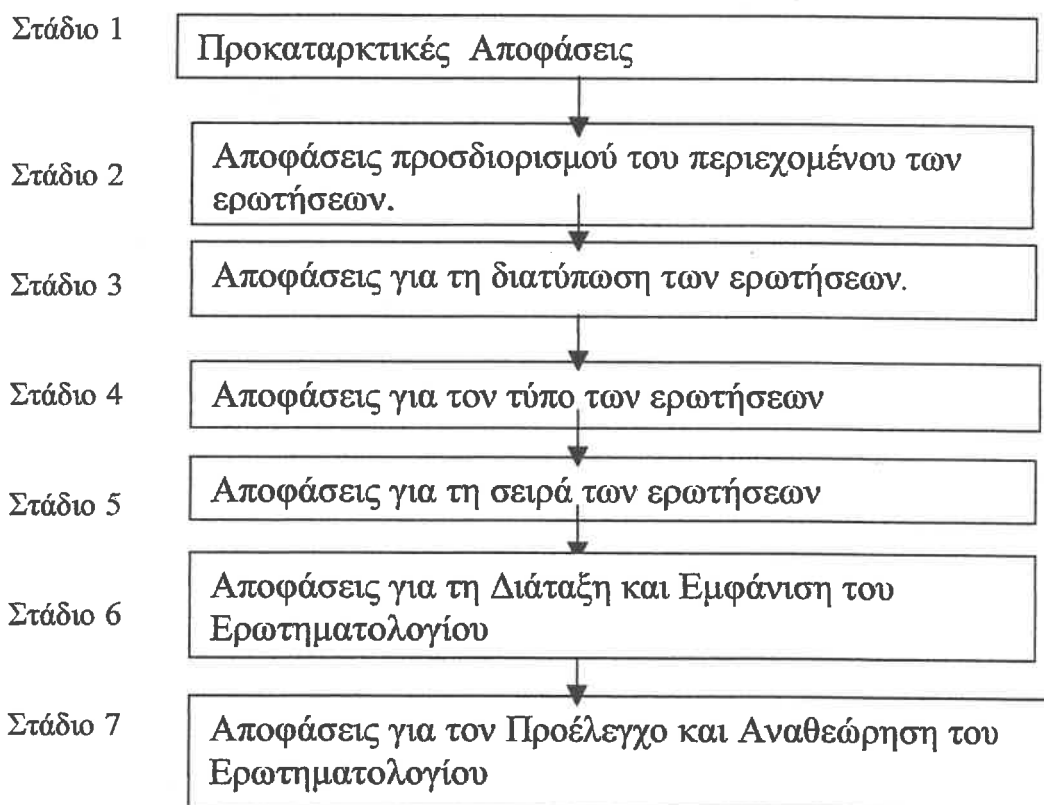 Στάδιο 1
Προκαταρκτικές Αποφάσεις
Στάδιο 2
Αποφάσεις προσδιορισμού του περιεχομένου των
ερωτήσεων.
Στάδιο 3
Αποφάσεις για τη διατύπωση των ερωτήσεων.
Στάδιο 4
Αποφάσεις για τον τύπο των ερωτήσεων
Στάδιο 5
Αποφάσεις για τη σειρά των ερωτήσεων
Στάδιο 6
Αποφάσεις για τη Διάταξη και Εμφάνιση του
Ερωτηματολογίου
Στάδιο 7
Αποφάσεις για τον Προέλεγχο και Αναθεώρηση του
Ερωτηματολογίου